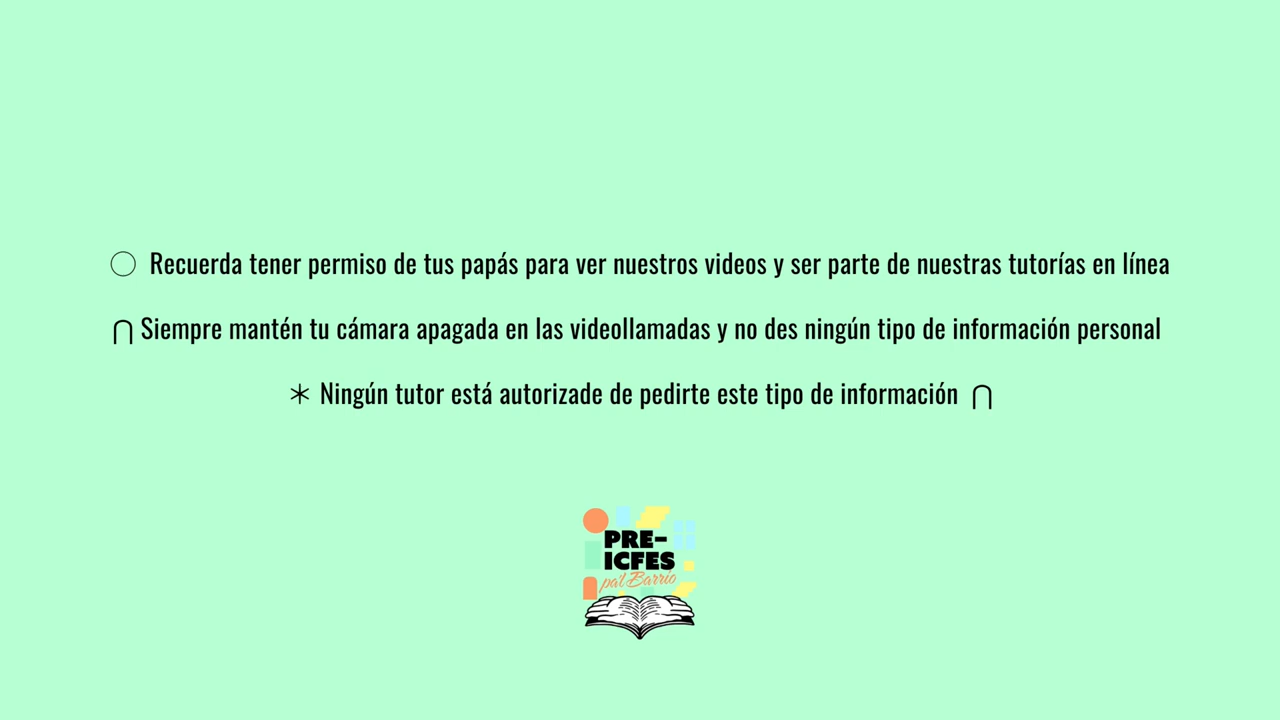 ◯ Recuerda tener permiso de tus papás para ver nuestros videos y ser parte de nuestras tutorías en línea
⋂ Siempre mantén tu cámara apagada en las videollamadas y no des ningún tipo de información personal
＊ Ningún tutor está autorizade de pedirte este tipo de información ⋂
PRE-
ICFES
pa'l Barrio